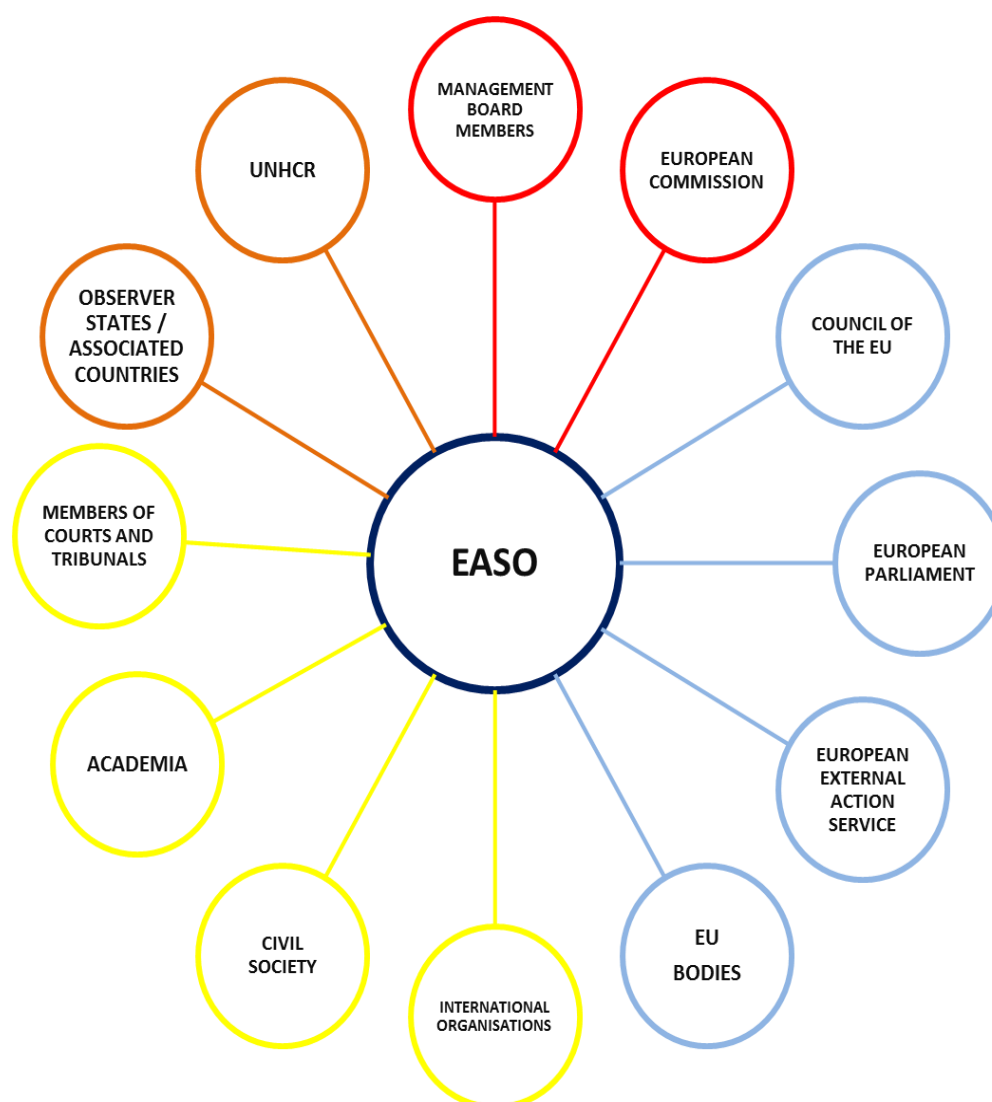 MANAGEMENT
BOARD
MEMBERS
EUROPEAN
COMMISSION
COUNCIL OF
THE EU
EUROPEAN
PARLIAMENT
EUROPEAN
EXTERNAL
ACTION
SERVICE
EU
BODIES
INTERNATIONAL
ORGANISATIONS
CIVIL
SOCIETY
ACADEMIA
MEMBERS OF
COURTS AND
TRIBUNALS
OBSERVER
STATES /
ASSOCIATED
COUNTRIES
UNHCR
EASO